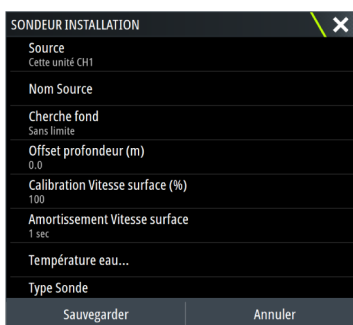 SONDEUR INSTALLATION
Source
Cette unité CH1
Nom Source
Cherche fond
Sans limite
Offset profondeur (m)
0.0
Calibration Vitesse surface (%)
100
Amortissement Vitesse surface
1 sec
Température eau...
Type Sonde
Sauvegarder
Annuler